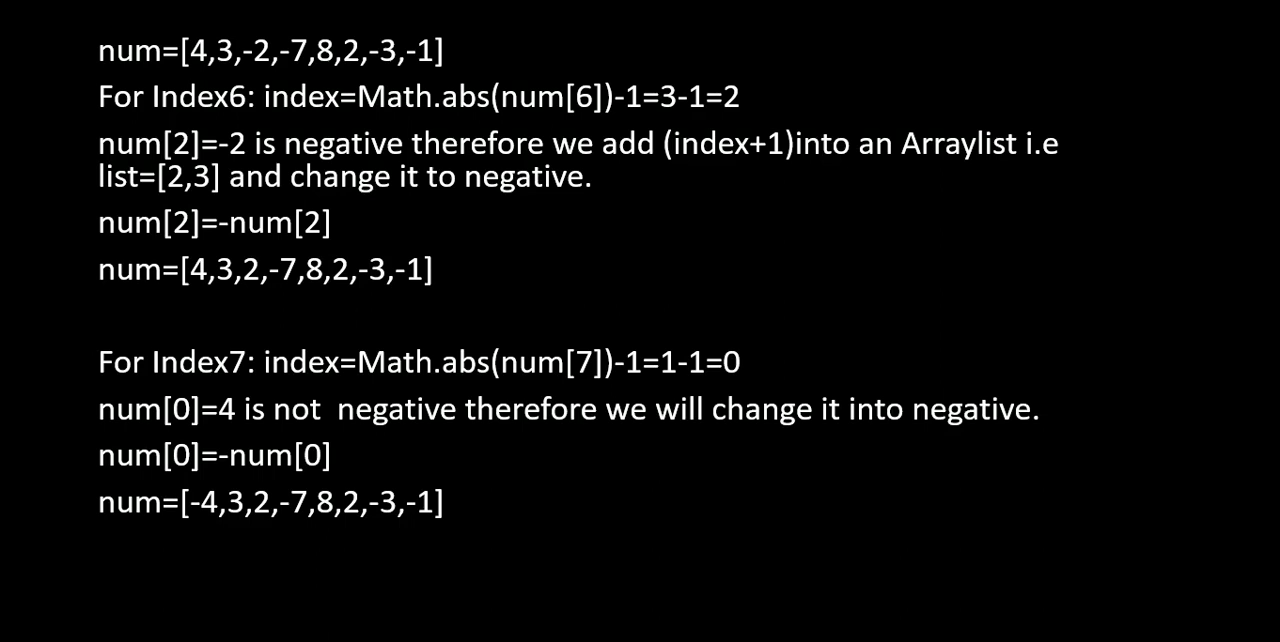 num=[4,3,-2,-7,8,2,-3,-1]
For Index6: index=Math.abs(num[6])-1=3-1=2
num[2]=-2 is negative therefore we add (index+1)into an Arraylist i.e
list=[2,3] and change it to negative.
num[2]=-num[2]
num=[4,3,2,-7,8,2,-3,-1]
For Index7: index=Math.abs(num[7])-1=1-1=0
num[0]=4 is not  negative therefore we will change it into negative.
num[0]=-num[0]
num=[-4,3,2,-7,8,2,-3,-1]